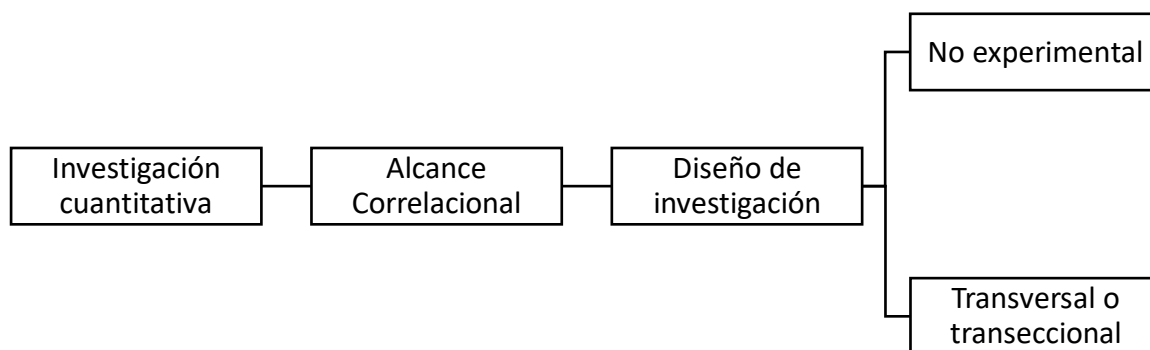 No experimental
Investigación
cuantitativa
Alcance
Correlacional
Diseño de
investigación
Transversal o
transeccional